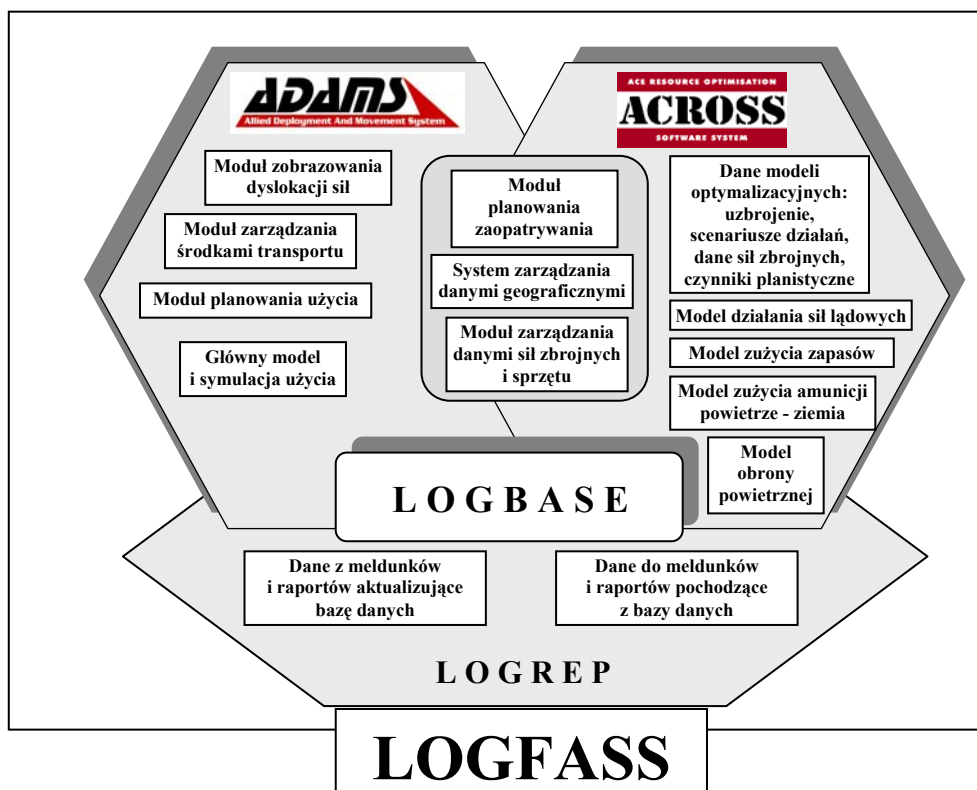 ADAMS
Allied Deployment And Movement System
Moduł zobrazowania
dyslokacji sił
Moduł zarządzania
środkami transportu
Moduł planowania użycia
Główny model
i symulacja użycia
Moduł
planowania
zaopatrywania
System zarządzania
danymi geograficznymi
Moduł zarządzania
danymi sił zbrojnych
i sprzętu
ACE RESOURCE OPTIMISATION
ACROSS
SOFTWARE SYSTEM
Dane modeli
optymalizacyjnych:
uzbrojenie,
scenariusze działań,
dane sił zbrojnych,
czynniki planistyczne
Model działania sił lądowych
Model zużycia zapasów
Model zużycia amunicji
powietrze - ziemia
Model
obrony
powietrznej
L O G B A S E
Dane z meldunków
i raportów aktualizujące
bazę danych
Dane do meldunków
i raportów pochodzące
z bazy danych
L O G R E P
LOGFASS